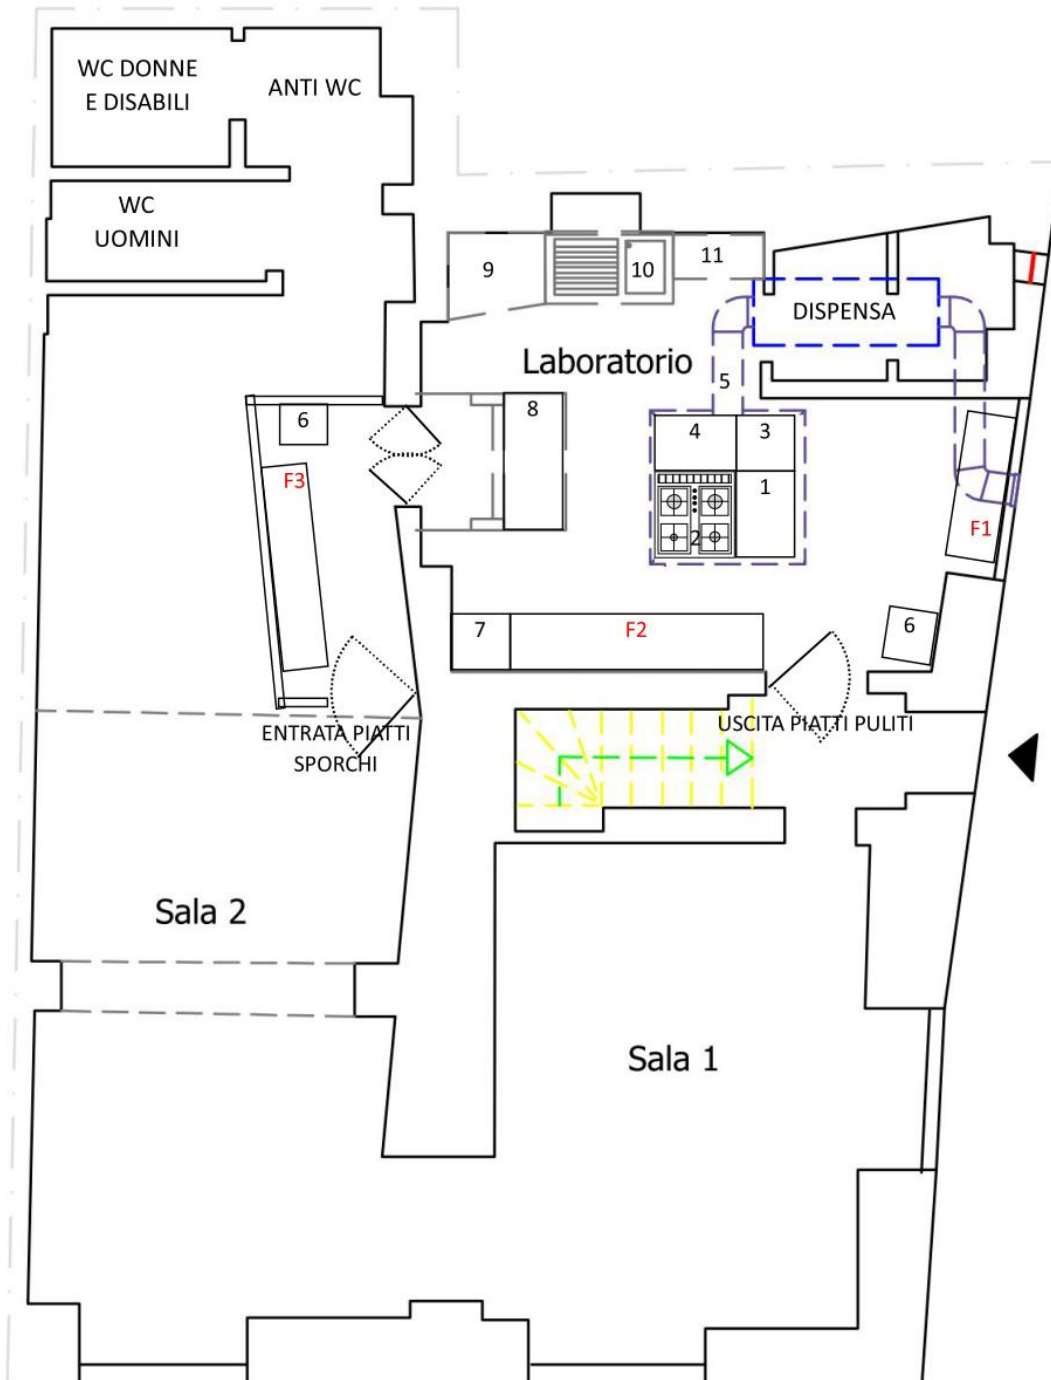 WC DONNE
E DISABILI
ANTI WC
WC
UOMINI
9
10
11
DISPENSA
Laboratorio
5
8
4
3
6
F3
1
2
F1
7
F2
6
USCITA PIATTI PULITI
ENTRATA PIATTI
SPORCHI
Sala 2
Sala 1